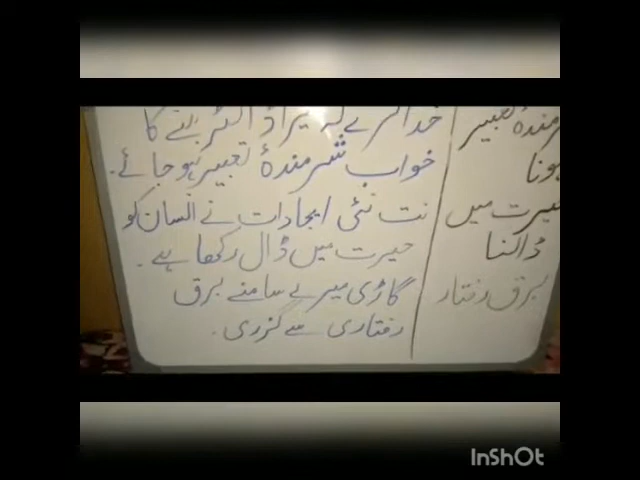 شرمندۂ تعبیر خدا کرے کہ تیرا ڈاکٹر بننے کا
ہونا خواب شرمندۂ تعبیر ہو جائے۔
حیرت میں نت نئی ایجادات نے انسان کو
ڈالنا حیرت میں ڈال رکھا ہے۔
برق رفتار گاڑی میرے سامنے برق
رفتاری سے گزری۔
InShOt